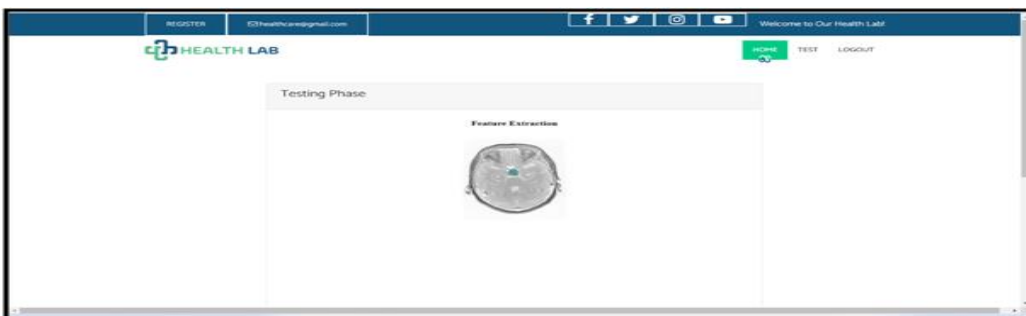 REGISTER healthcare@gmail.com Welcome to Our Health Lab!
HEALTH LAB HOME TEST LOGOUT
Testing Phase
Feature Extraction